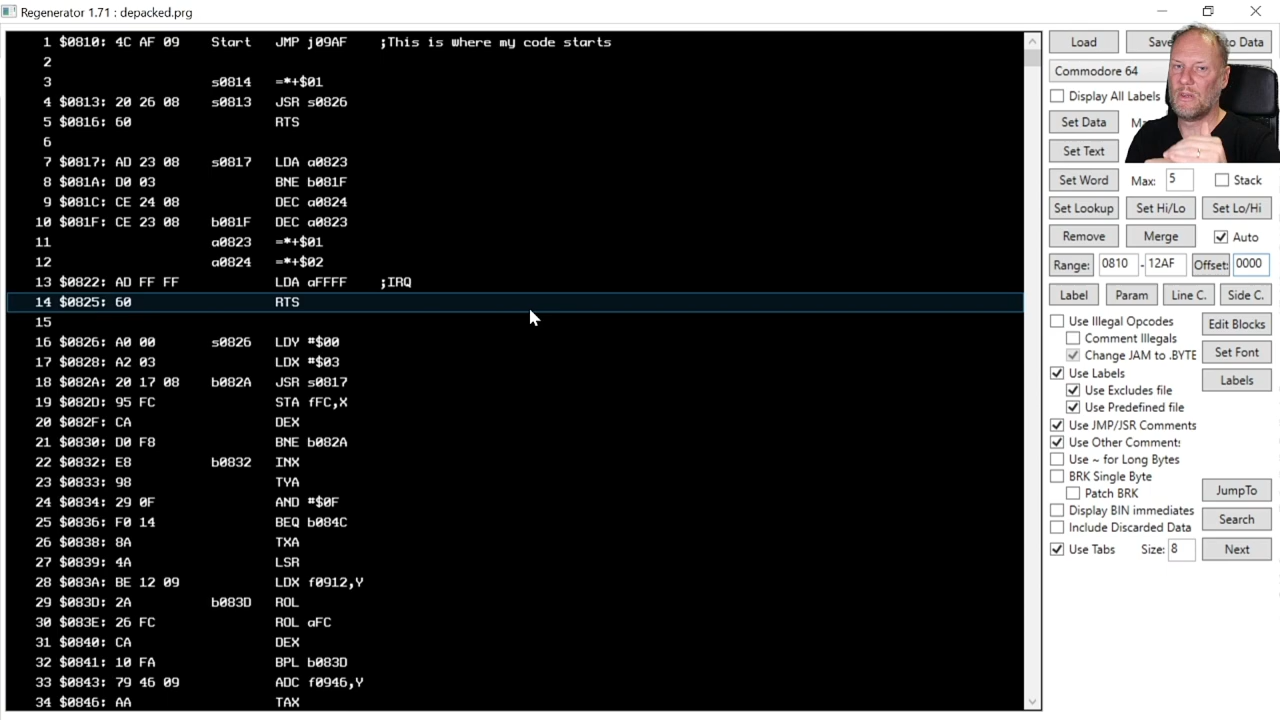 Regenerator 1.71 : depacked.prg
1 $0810: 4C AF 09 Start JMP j09AF ;This is where my code starts
2
3 s0814 =*+$01
4 $0813: 20 26 08 s0813 JSR s0826
5 $0816: 60 RTS
6
7 $0817: AD 23 08 s0817 LDA a0823
8 $081A: D0 03 BNE b081F
9 $081C: CE 24 08 DEC a0824
10 $081F: CE 23 08 b081F DEC a0823
11 a0823 =*+$01
12 a0824 =*+$02
13 $0822: AD FF FF LDA aFFFF ;IRQ
14 $0825: 60 RTS
15
16 $0826: A0 00 s0826 LDY #$00
17 $0828: A2 03 LDX #$03
18 $082A: 20 17 08 b082A JSR s0817
19 $082D: 95 FC STA fFC,X
20 $082F: CA DEX
21 $0830: D0 F8 BNE b082A
22 $0832: E8 b0832 INX
23 $0833: 98 TYA
24 $0834: 29 0F AND #$0F
25 $0836: F0 14 BEQ b084C
26 $0838: 8A TXA
27 $0839: 4A LSR
28 $083A: BE 12 09 LDX f0912,Y
29 $083D: 2A b083D ROL
30 $083E: 26 FC ROL aFC
31 $0840: CA DEX
32 $0841: 10 FA BPL b083D
33 $0843: 79 46 09 ADC f0946,Y
34 $0846: AA TAX
Load Save to Data
Commodore 64
Display All Labels
Set Data
Set Text
Set Word Max: 5 Stack
Set Lookup Set Hi/Lo Set Lo/Hi
Remove Merge Auto
Range: 0810 - 12AF Offset: 0000
Label Param Line C. Side C.
Use Illegal Opcodes Edit Blocks
Comment Illegals
Change JAM to .BYTE Set Font
Use Labels Labels
Use Excludes file
Use Predefined file
Use JMP/JSR Comments
Use Other Comments
Use ~ for Long Bytes
BRK Single Byte JumpTo
Patch BRK
Display BIN immediates Search
Include Discarded Data
Use Tabs Size: 8 Next